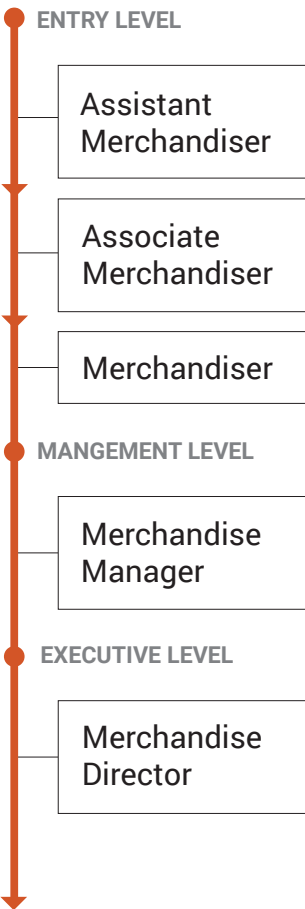 ENTRY LEVEL
Assistant
Merchandiser
Associate
Merchandiser
Merchandiser
MANGEMENT LEVEL
Merchandise
Manager
EXECUTIVE LEVEL
Merchandise
Director